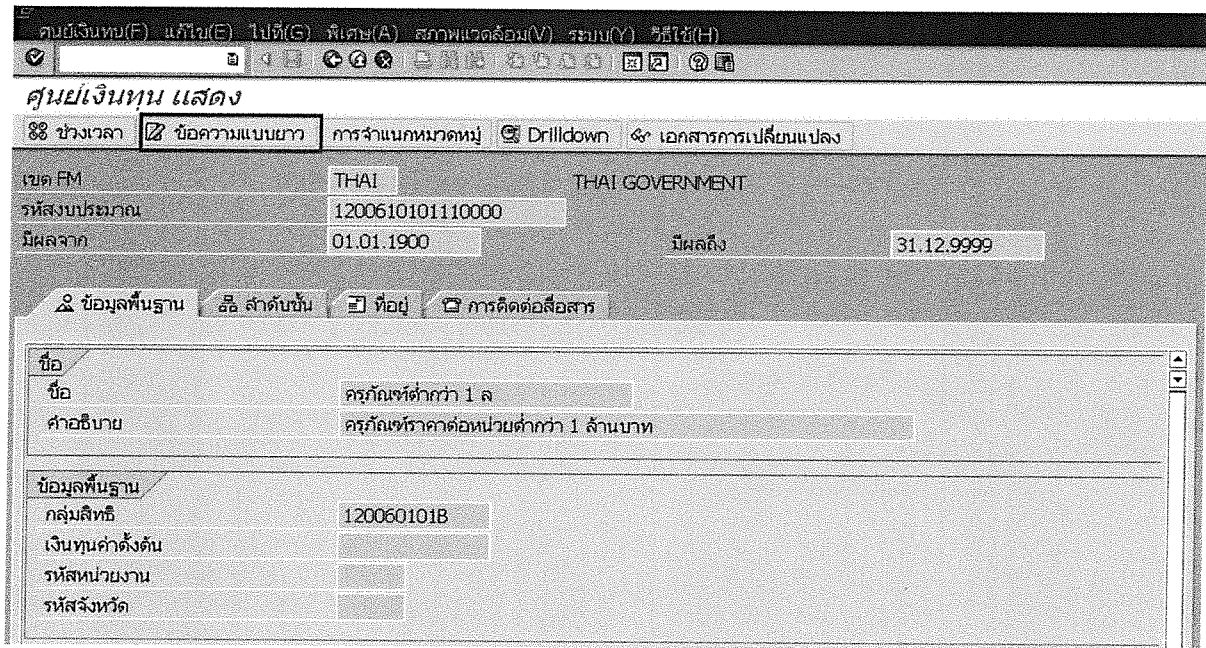 ศูนย์เงินทุน(F) แก้ไข(E) ไปที่(G) พิเศษ(A) สภาพแวดล้อม(V) ระบบ(Y) วิธีใช้(H)
ศูนย์เงินทุน แสดง
ช่วงเวลา ข้อความแบบยาว การจำแนกหมวดหมู่ Drilldown เอกสารการเปลี่ยนแปลง
เขต FM THAI THAI GOVERNMENT
รหัสงบประมาณ 1200610101110000
มีผลจาก 01.01.1900 มีผลถึง 31.12.9999
ข้อมูลพื้นฐาน ลำดับขั้น ที่อยู่ การติดต่อสื่อสาร
ชื่อ
ชื่อ ครุภัณฑ์ต่ำกว่า 1 ล
คำอธิบาย ครุภัณฑ์ราคาต่อหน่วยต่ำกว่า 1 ล้านบาท
ข้อมูลพื้นฐาน
กลุ่มสิทธิ 120060101B
เงินทุนค่าตั้งต้น
รหัสหน่วยงาน
รหัสจังหวัด